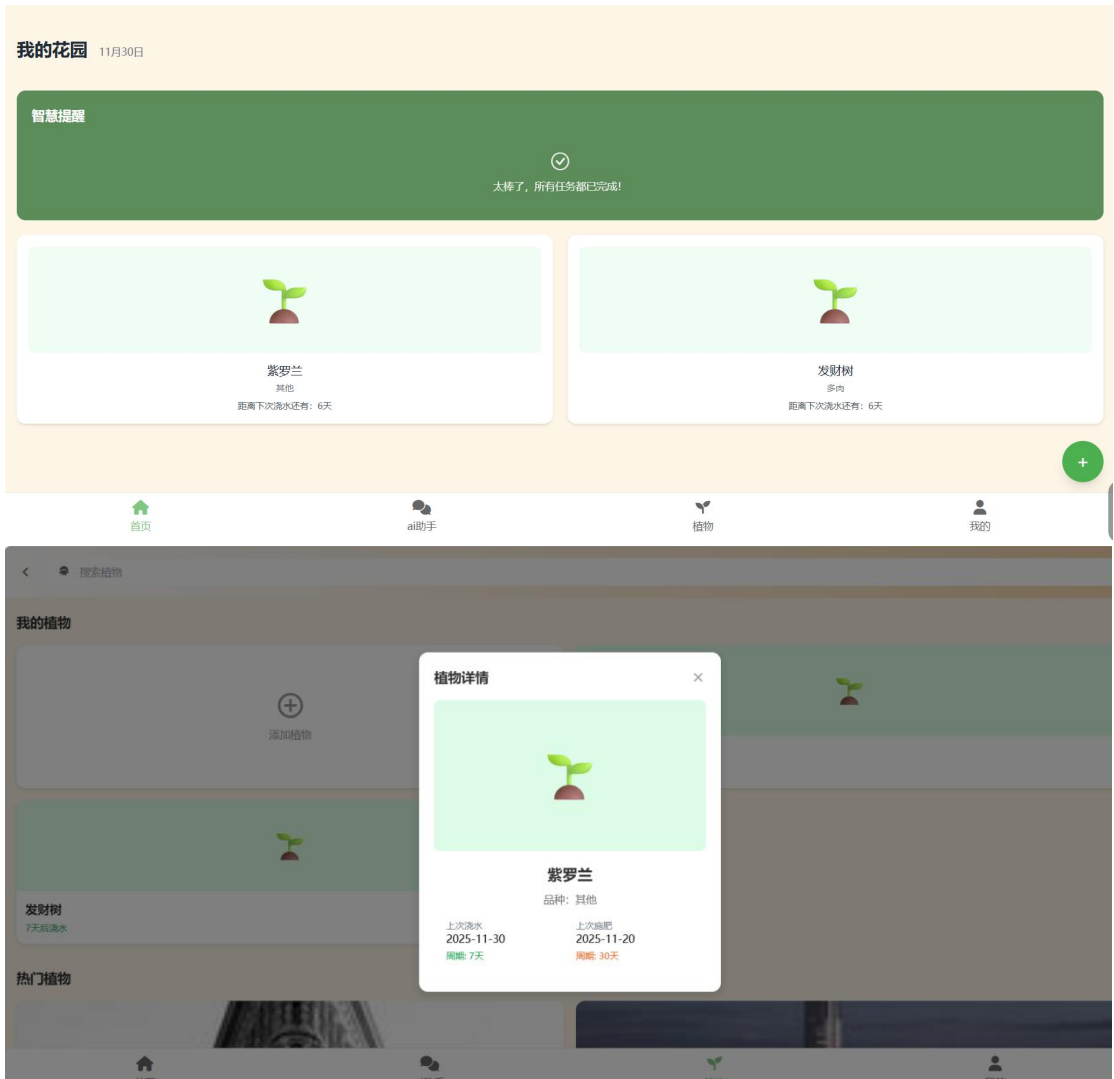 我的花园 11月30日
智慧提醒
太棒了，所有任务都已完成!
紫罗兰
其他
距离下次浇水还有：6天
发财树
多肉
距离下次浇水还有：6天
+
首页
ai助手
植物
我的
搜索植物
我的植物
添加植物
发财树
7天后浇水
热门植物
植物详情
紫罗兰
品种：其他
上次浇水
2025-11-30
周期: 7天
上次施肥
2025-11-20
周期: 30天